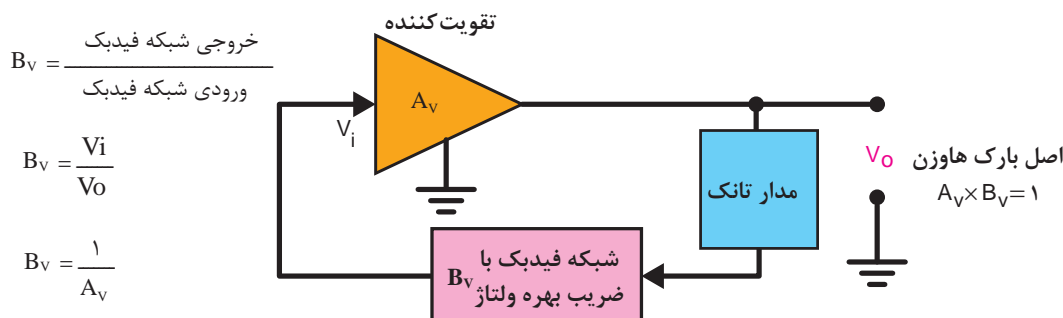 تقویت‌کننده
B_V = خروجی شبکه فیدبک / ورودی شبکه فیدبک
A_V
V_i
B_V = Vi / Vo
V_o
اصل بارک هاوزن
A_V × B_V = ۱
مدار تانک
B_V = ۱ / A_V
شبکه فیدبک با
ضریب بهره ولتاژ B_V